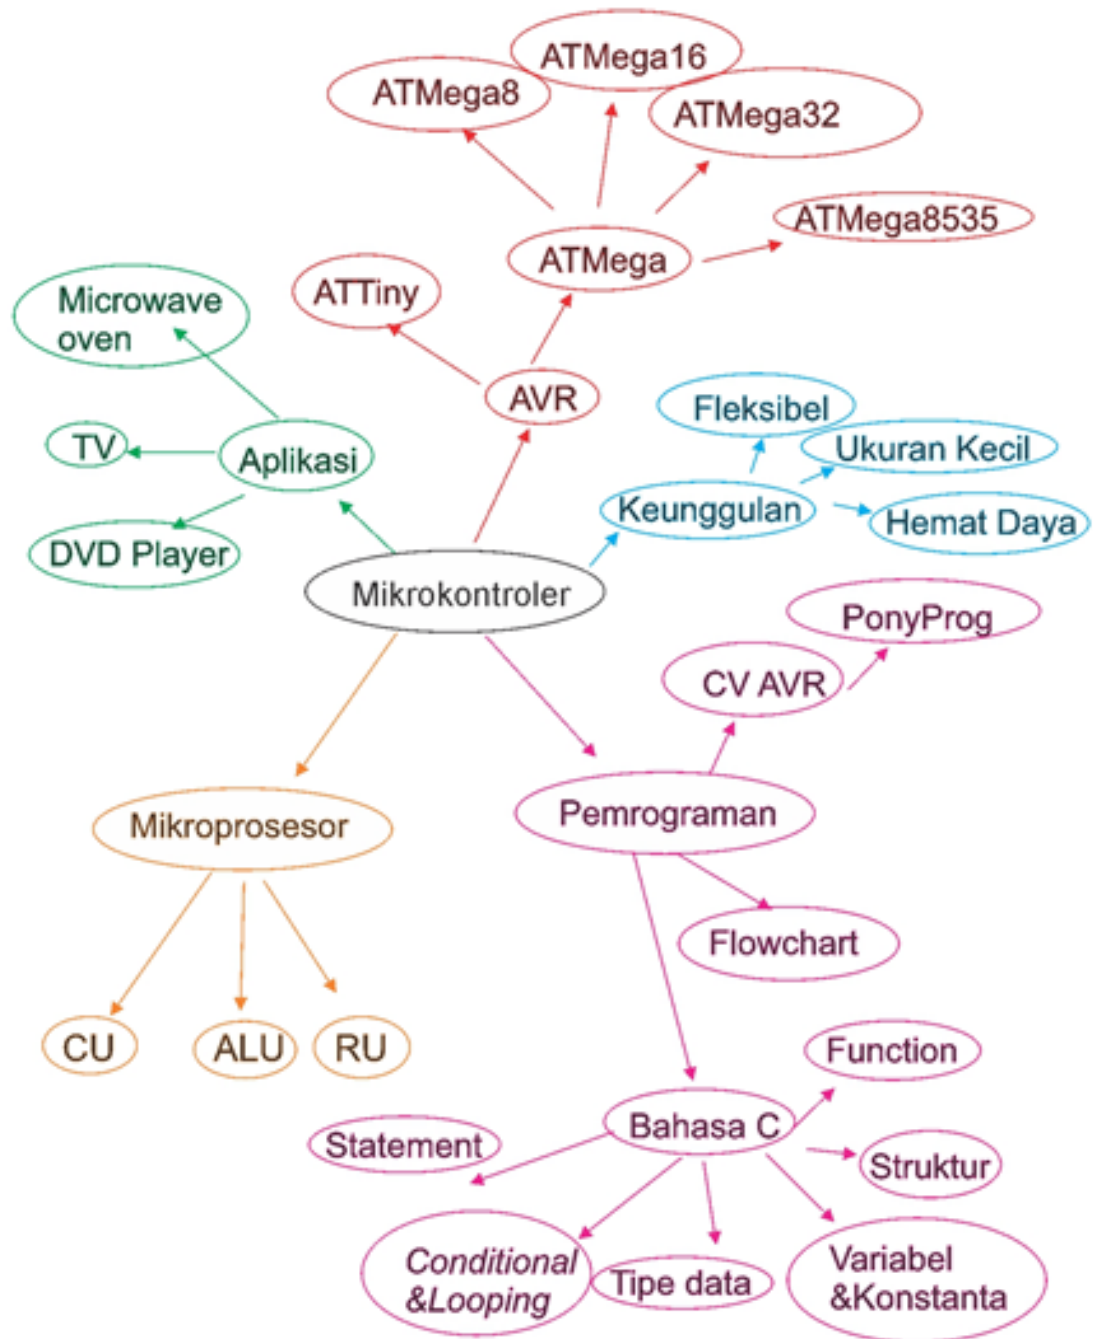 ATMega16
ATMega8
ATMega32
ATMega8535
ATMega
ATTiny
Microwave
oven
AVR
Fleksibel
TV
Aplikasi
Ukuran Kecil
Keunggulan
Hemat Daya
DVD Player
Mikrokontroler
PonyProg
CV AVR
Mikroprosesor
Pemrograman
Flowchart
CU
ALU
RU
Function
Bahasa C
Statement
Struktur
Conditional
&Looping
Tipe data
Variabel
&Konstanta